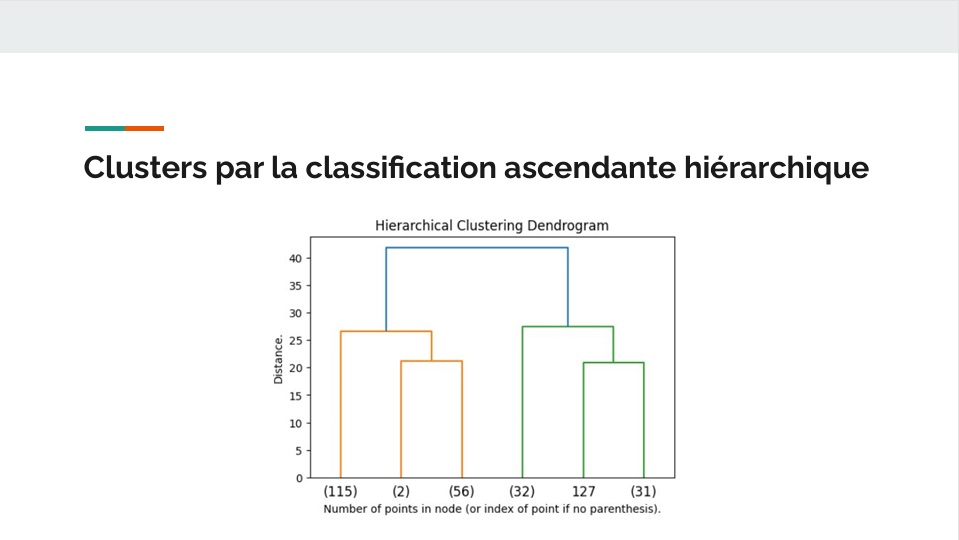 Clusters par la classification ascendante hiérarchique
Hierarchical Clustering Dendrogram
40
35
30
25
20
15
10
5
0
Distance.
(115) (2) (56) (32) 127 (31)
Number of points in node (or index of point if no parenthesis).